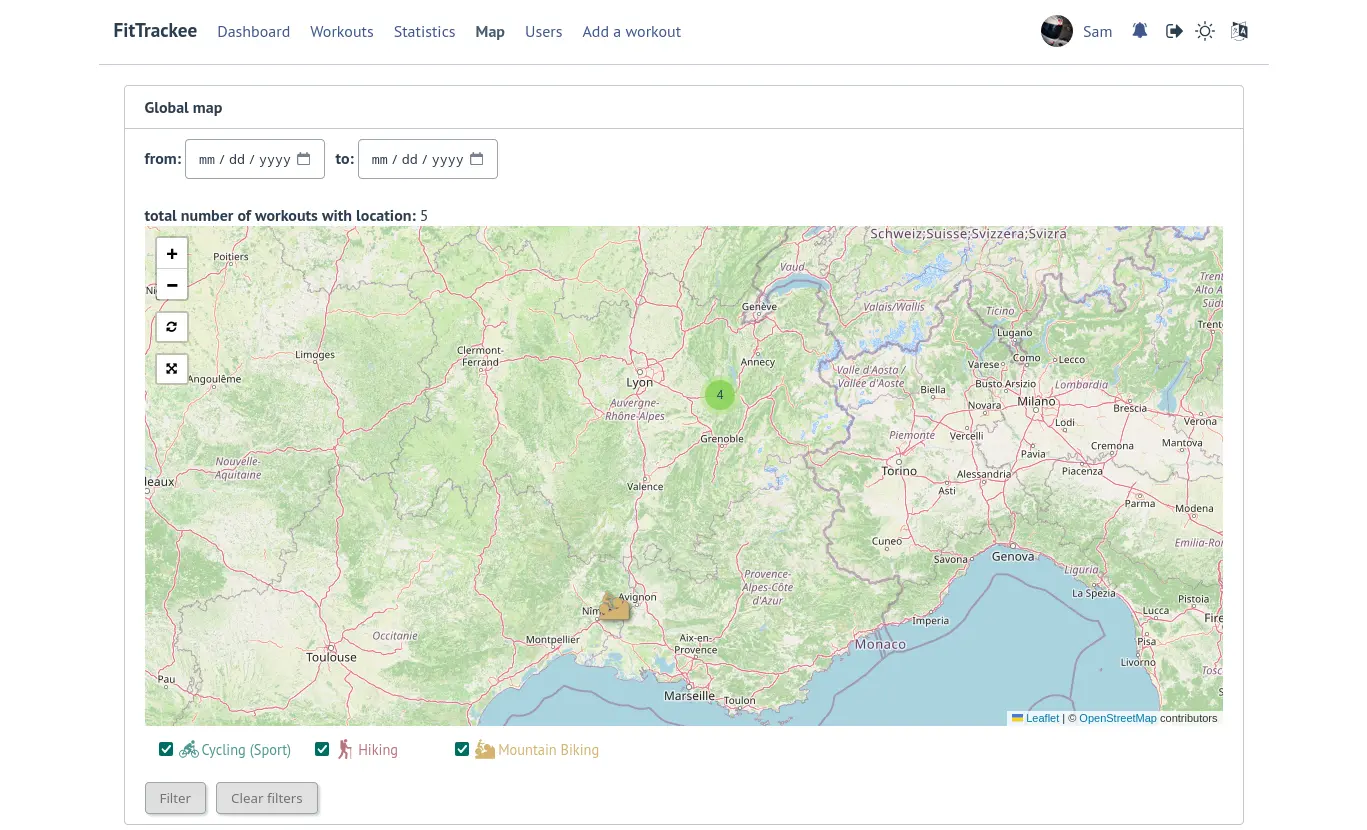 FitTrackee Dashboard Workouts Statistics Map Users Add a workout Sam
Global map
from: mm / dd / yyyy to: mm / dd / yyyy
total number of workouts with location: 5
+
−
Schweiz;Suisse;Svizzera;Svizra
Poitiers
Vaud
Genève
Valais/Wallis
Ticino
Limoges
Clermont-
Ferrand
Annecy
Lugano
Como
Lecco
Varese
Angoulême
Lyon
Valle d'Aosta /
Vallée d'Aoste
Biella
Busto Arsizio
Lombardia
4
Auvergne-
Rhône-Alpes
Novara
Milano
Brescia
Verona
Lodi
Grenoble
Piemonte
Vercelli
Cremona
Mantova
Pavia
Nouvelle-
Aquitaine
Torino
Alessandria
Piacenza
Valence
Asti
Parma
Modena
Cuneo
Savona
Genova
Provence-
Alpes-Côte
d'Azur
Liguria
La Spezia
Avignon
Pistoia
Lucca
Imperia
Occitanie
Montpellier
Aix-en-
Provence
Monaco
Pisa
Toulouse
Livorno
Pau
Marseille
Toulon
Leaflet | © OpenStreetMap contributors
Cycling (Sport) Hiking Mountain Biking
Filter Clear filters